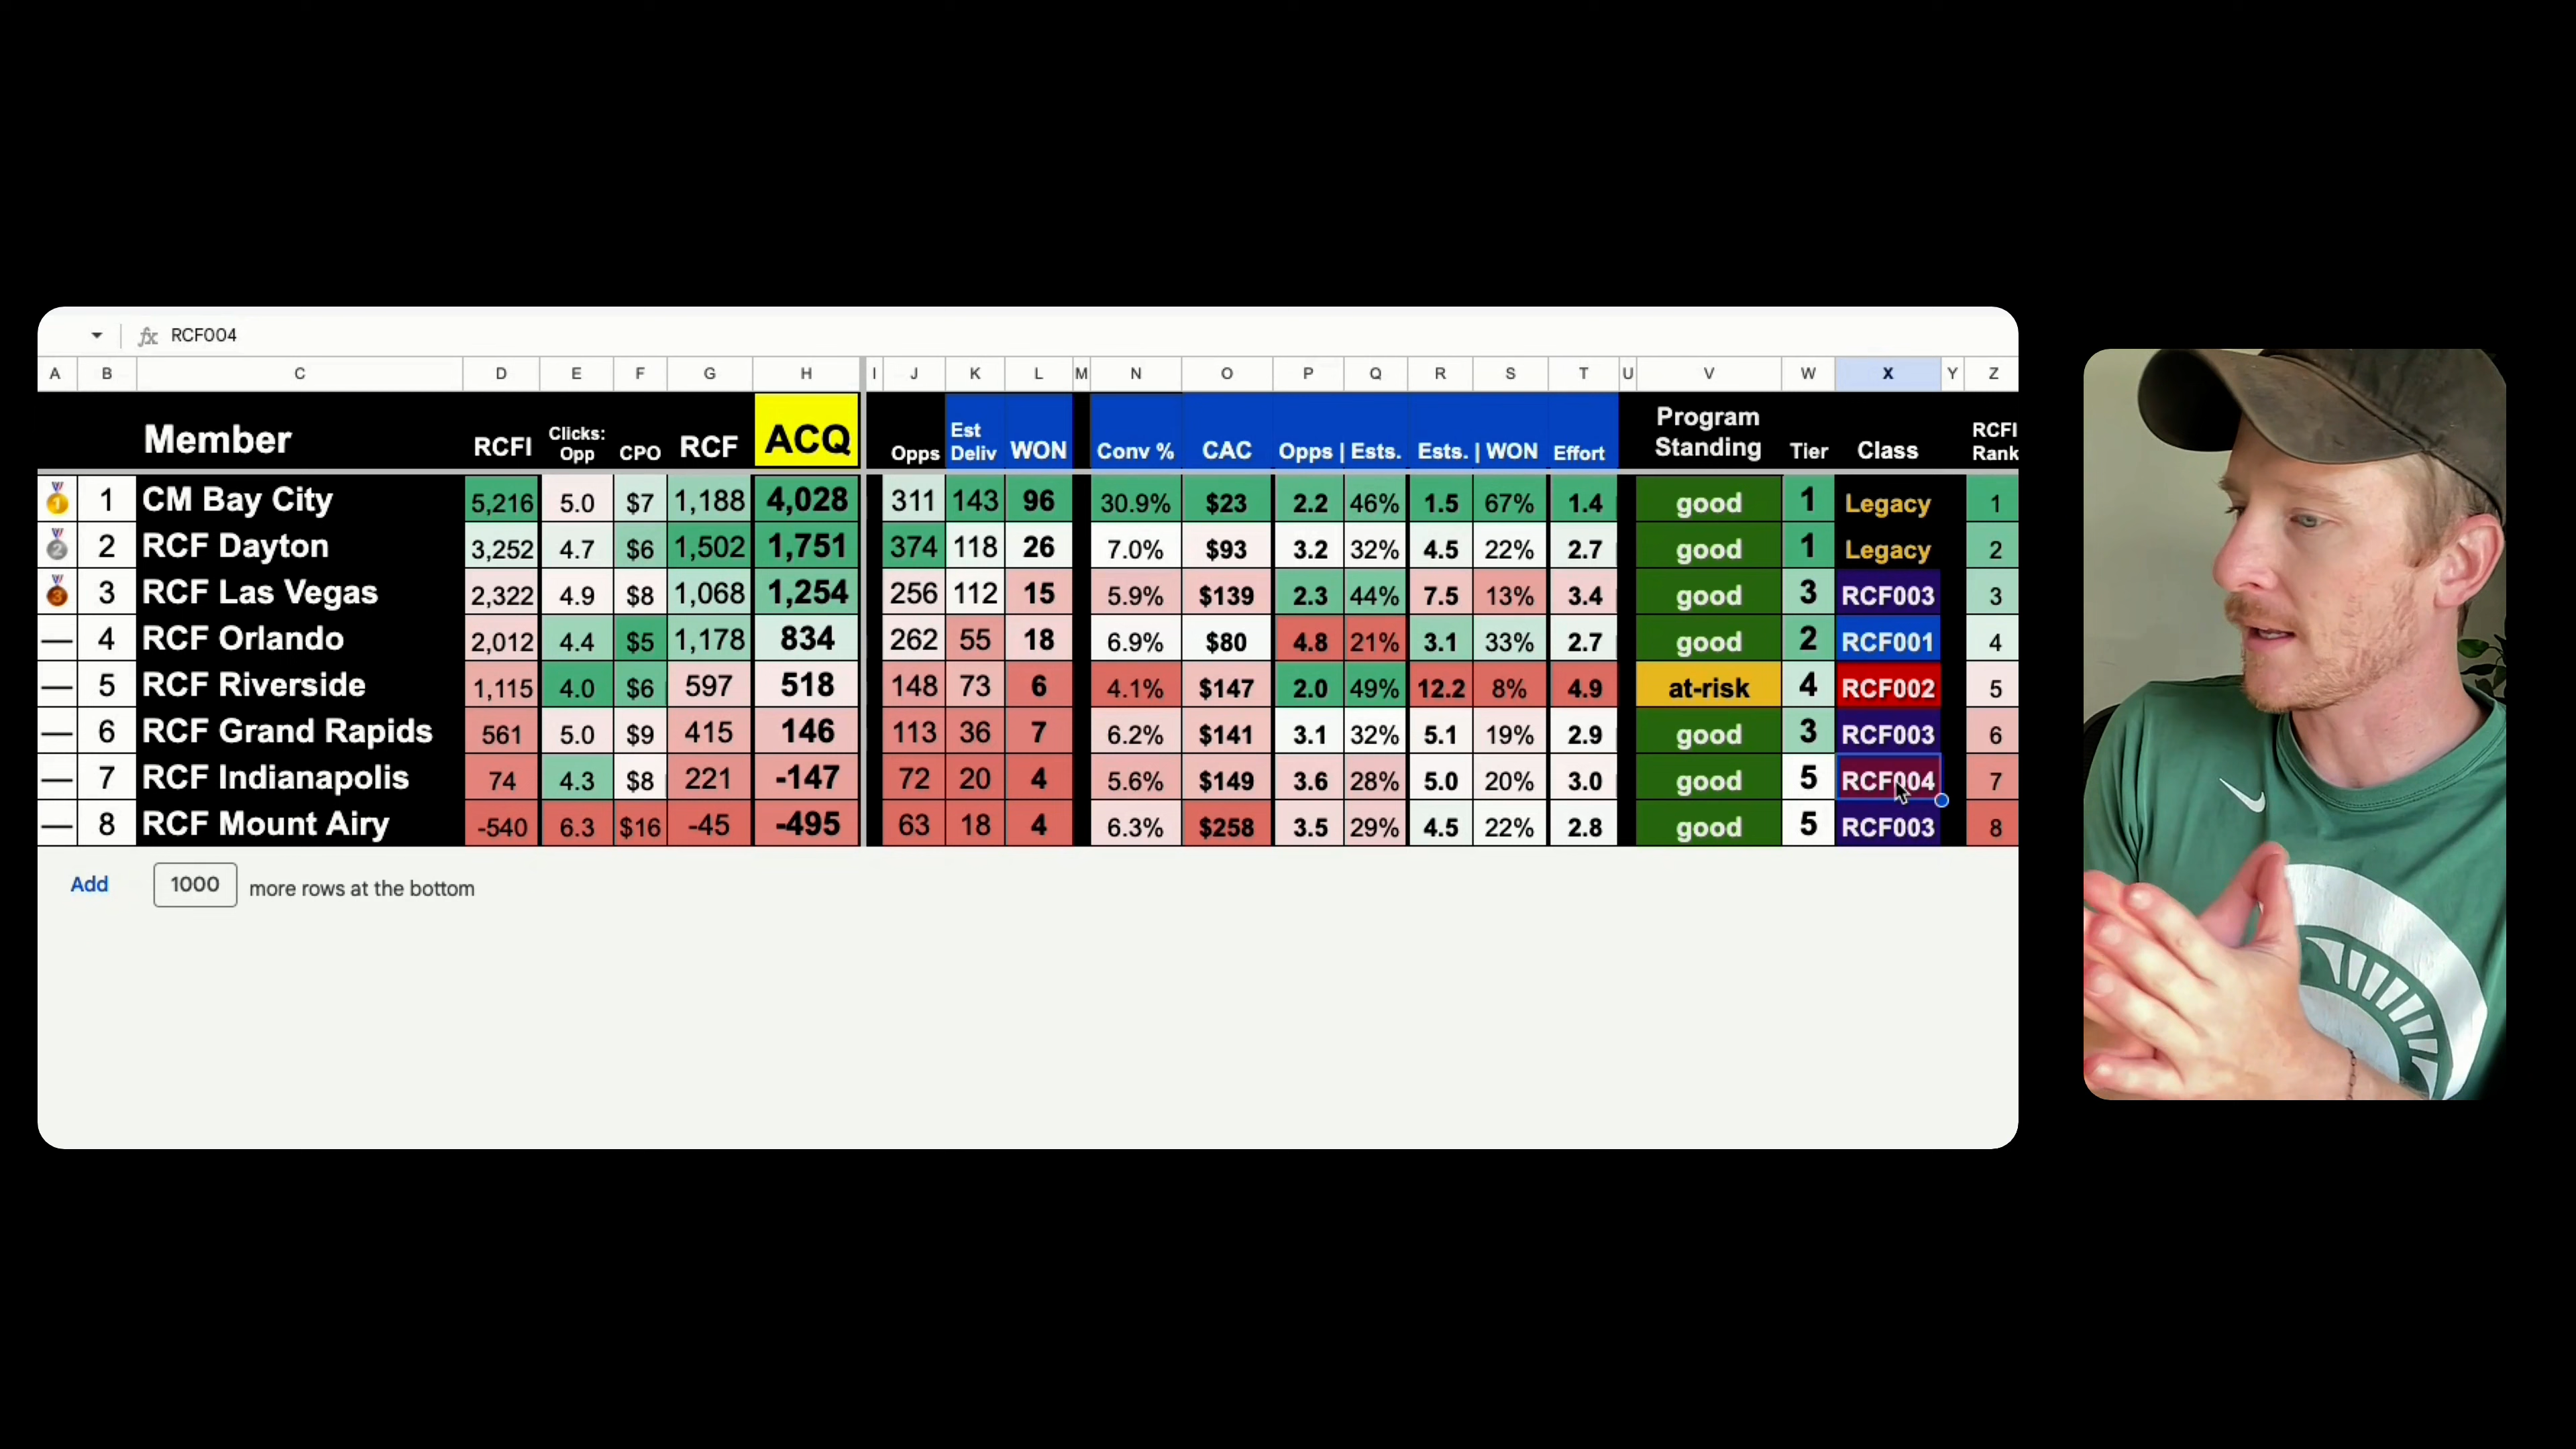 RCF004
A B C D E F G H I J K L M N O P Q R S T U V W X Y Z
Member RCFI Clicks: Opp CPO RCF ACQ Opps Est Deliv WON Conv % CAC Opps | Ests. Ests. | WON Effort Program Standing Tier Class RCFI Rank
1 1 CM Bay City 5,216 5.0 $7 1,188 4,028 311 143 96 30.9% $23 2.2 46% 1.5 67% 1.4 good 1 Legacy 1
2 2 RCF Dayton 3,252 4.7 $6 1,502 1,751 374 118 26 7.0% $93 3.2 32% 4.5 22% 2.7 good 1 Legacy 2
3 3 RCF Las Vegas 2,322 4.9 $8 1,068 1,254 256 112 15 5.9% $139 2.3 44% 7.5 13% 3.4 good 3 RCF003 3
— 4 RCF Orlando 2,012 4.4 $5 1,178 834 262 55 18 6.9% $80 4.8 21% 3.1 33% 2.7 good 2 RCF001 4
— 5 RCF Riverside 1,115 4.0 $6 597 518 148 73 6 4.1% $147 2.0 49% 12.2 8% 4.9 at-risk 4 RCF002 5
— 6 RCF Grand Rapids 561 5.0 $9 415 146 113 36 7 6.2% $141 3.1 32% 5.1 19% 2.9 good 3 RCF003 6
— 7 RCF Indianapolis 74 4.3 $8 221 -147 72 20 4 5.6% $149 3.6 28% 5.0 20% 3.0 good 5 RCF004 7
— 8 RCF Mount Airy -540 6.3 $16 -45 -495 63 18 4 6.3% $258 3.5 29% 4.5 22% 2.8 good 5 RCF003 8
Add 1000 more rows at the bottom